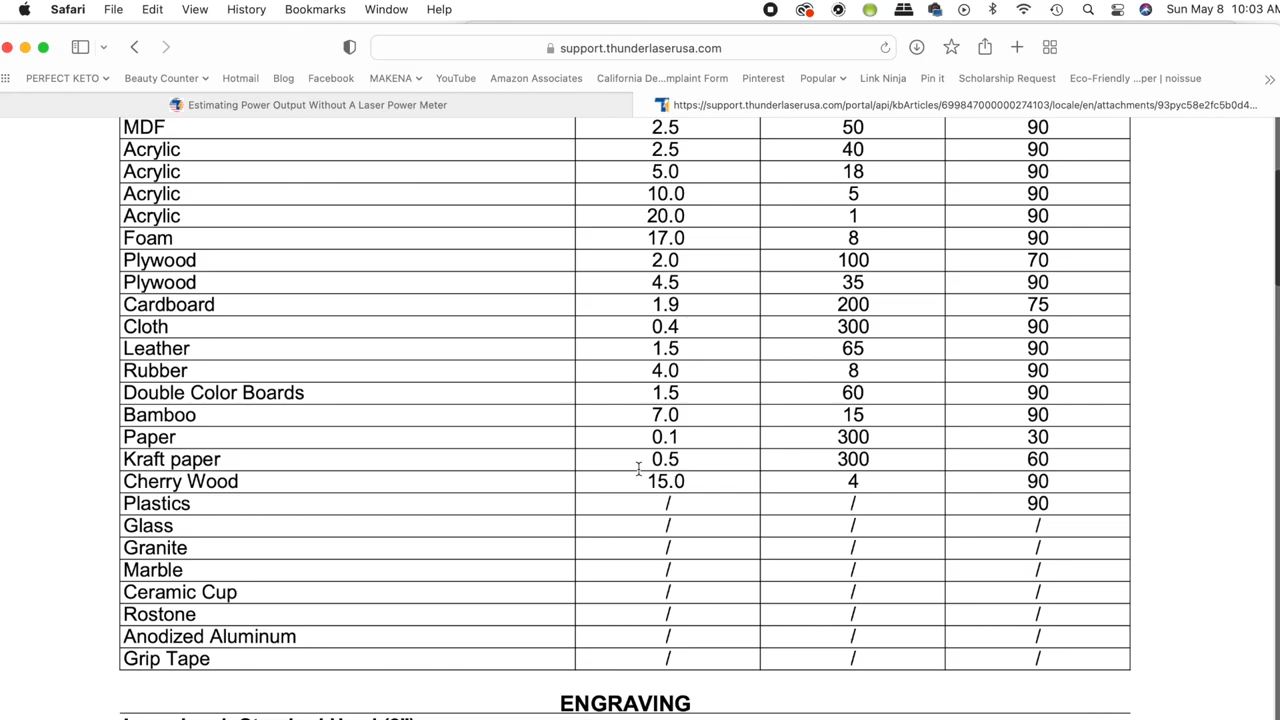 Safari File Edit View History Bookmarks Window Help Sun May 8 10:03 AM
support.thunderlaserusa.com
PERFECT KETO Beauty Counter Hotmail Blog Facebook MAKENA YouTube Amazon Associates California De...mplaint Form Pinterest Popular Link Ninja Pin it Scholarship Request Eco-Friendly ...per | noissue
Estimating Power Output Without A Laser Power Meter https://support.thunderlaserusa.com/portal/api/kbArticles/699847000000274103/locale/en/attachments/93pyc58e2fc5b0d4...
MDF 2.5 50 90
Acrylic 2.5 40 90
Acrylic 5.0 18 90
Acrylic 10.0 5 90
Acrylic 20.0 1 90
Foam 17.0 8 90
Plywood 2.0 100 70
Plywood 4.5 35 90
Cardboard 1.9 200 75
Cloth 0.4 300 90
Leather 1.5 65 90
Rubber 4.0 8 90
Double Color Boards 1.5 60 90
Bamboo 7.0 15 90
Paper 0.1 300 30
Kraft paper 0.5 300 60
Cherry Wood 15.0 4 90
Plastics / / 90
Glass / / /
Granite / / /
Marble / / /
Ceramic Cup / / /
Rostone / / /
Anodized Aluminum / / /
Grip Tape / / /
ENGRAVING